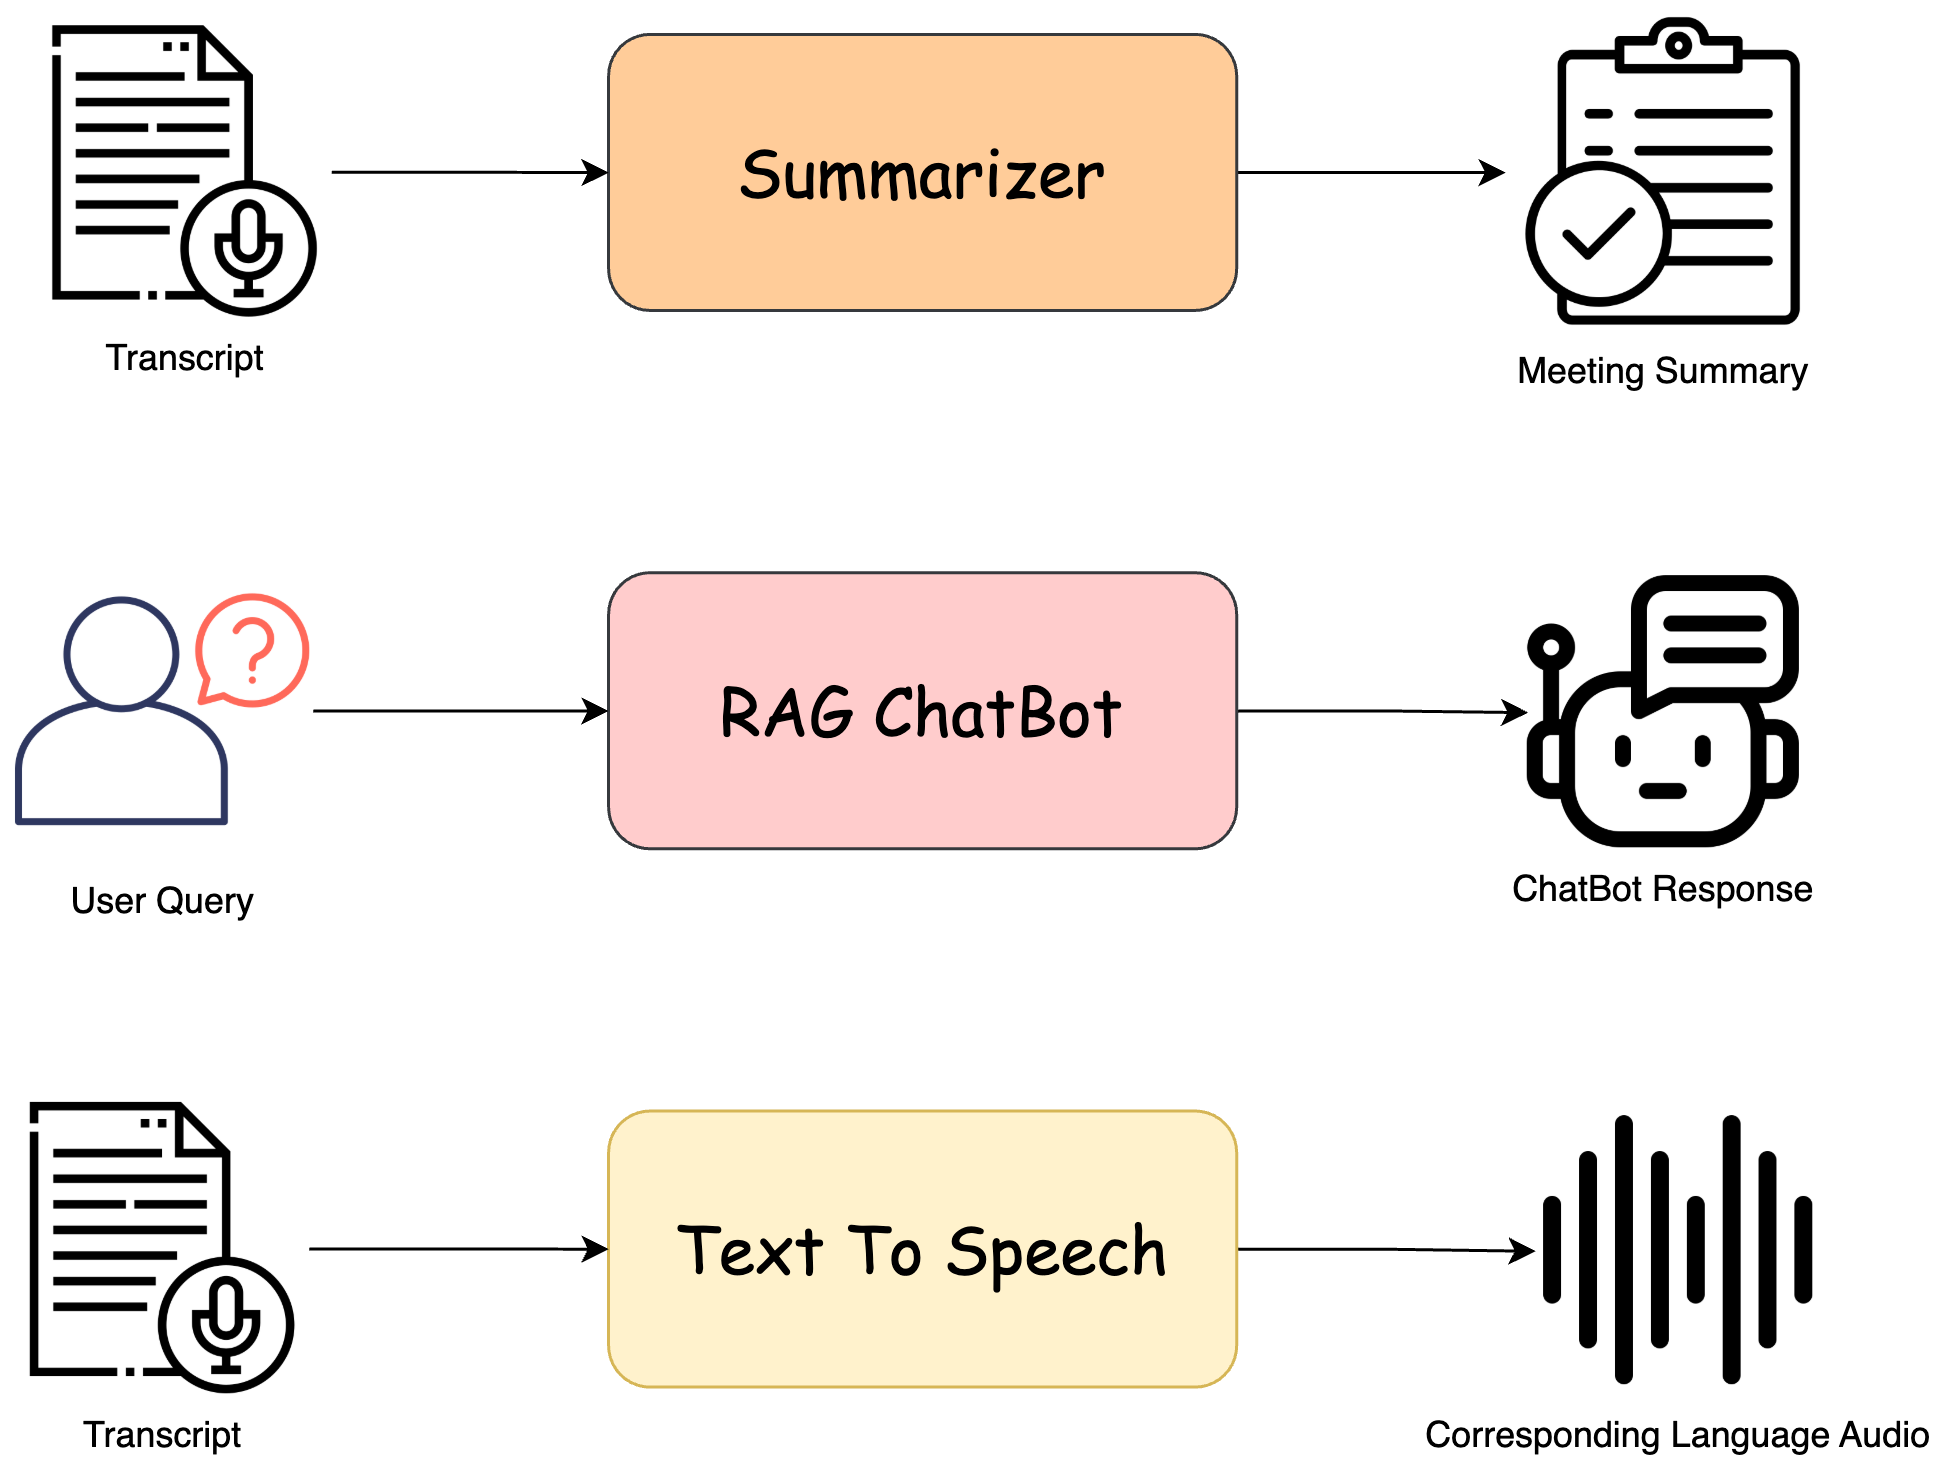 Summarizer
Transcript
Meeting Summary
RAG ChatBot
User Query
ChatBot Response
Text To Speech
Transcript
Corresponding Language Audio